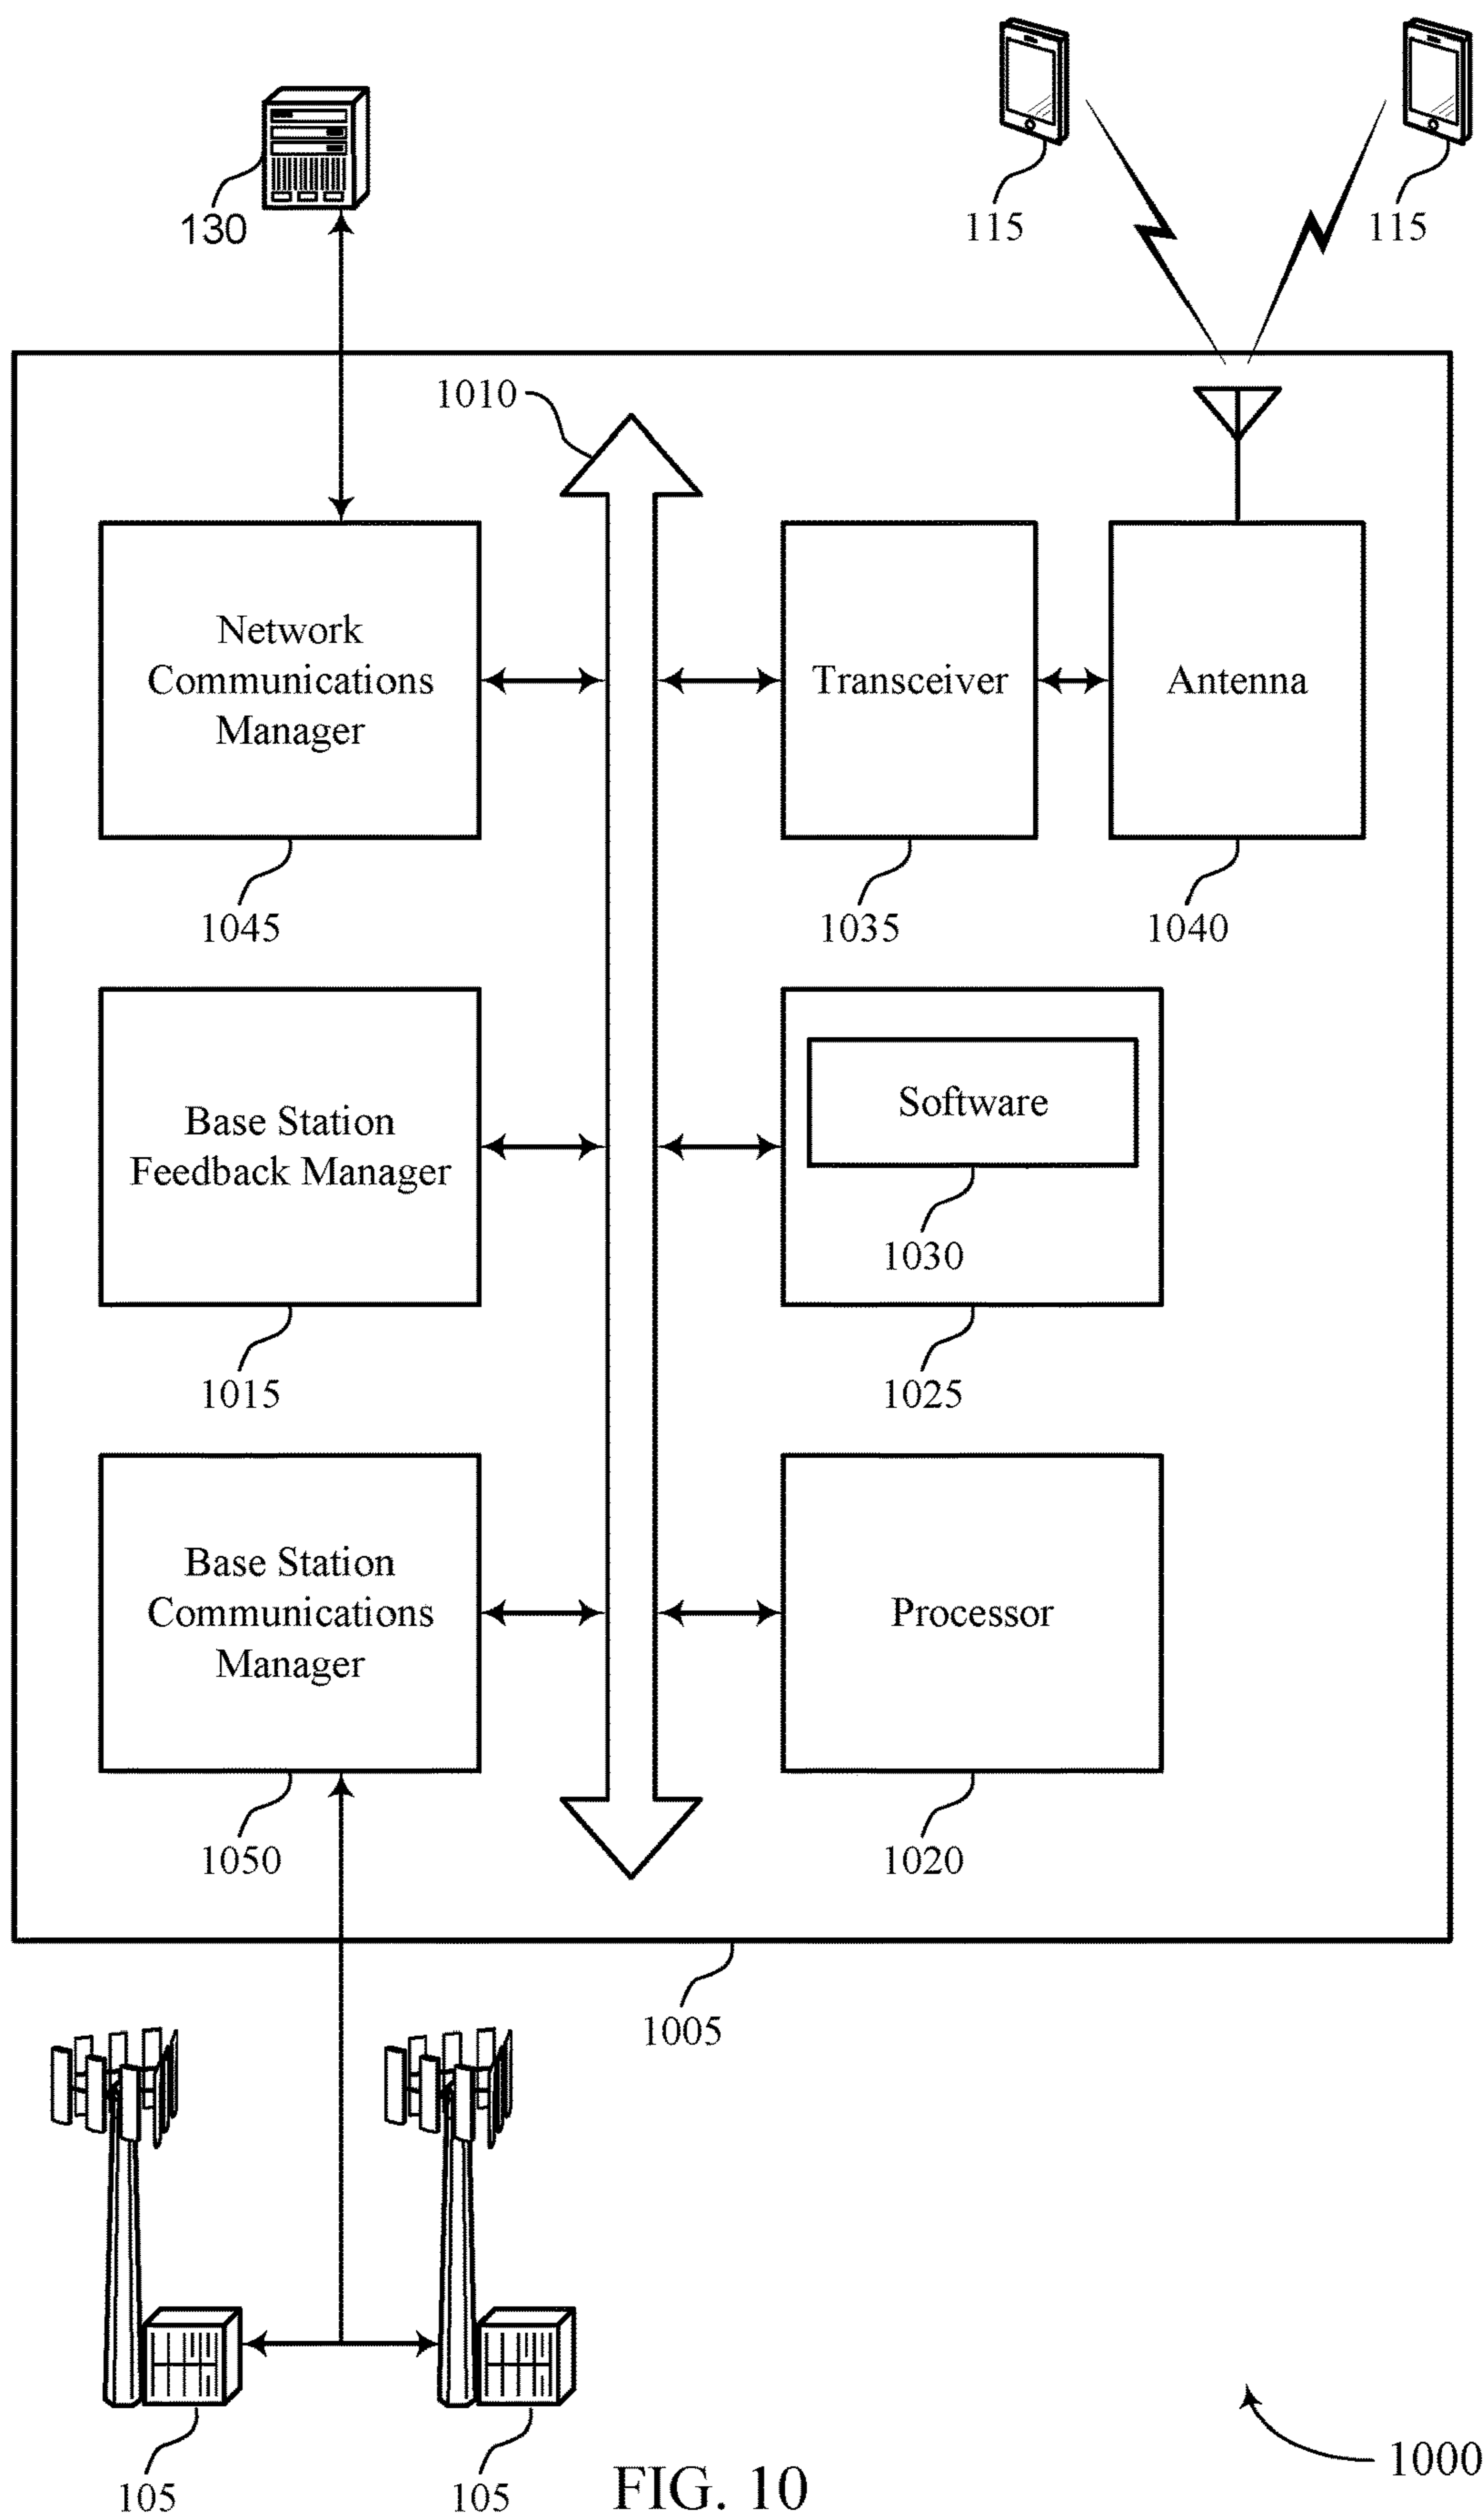 130
115
115
1010
Network
Communications
Manager
Transceiver
Antenna
1045
1035
1040
Base Station
Feedback Manager
Software
1030
1015
1025
Base Station
Communications
Manager
Processor
1050
1020
1005
105
105
FIG. 10
1000